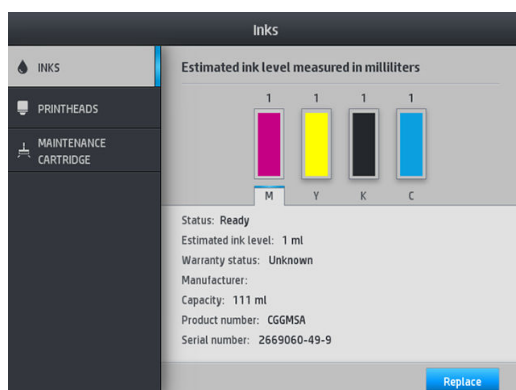 Inks
INKS
PRINTHEADS
MAINTENANCE
CARTRIDGE
Estimated ink level measured in milliliters
1 1 1 1
M Y K C
Status: Ready
Estimated ink level: 1 ml
Warranty status: Unknown
Manufacturer:
Capacity: 111 ml
Product number: CGGMSA
Serial number: 2669060-49-9
Replace